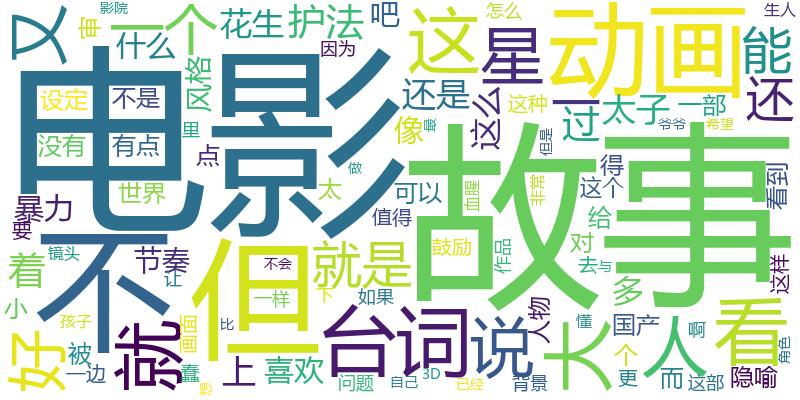 影院
又
审
一个
什么
花生
护法
吧
因为
风格
这
怎么
星
动画
能
生人
还
设定
不是
没有
有点
里
点
还是
像
最
这么
这种
一
过
太子
一部
爷爷
希望
但是
电影
故事
做
世界
太
可以
值得
血腥
非常
得
这个
看到
暴力
要
着
镜头
不
节奏
让
但
不会
就是
鼓励
作品
给
对
去
与
多
这样
小
孩子
就
画面
一样
下
如果
台词
说
人物
大
懂
国产
人
啊
看
好
被
一边
蠢
比
想
上
喜欢
问题
自己
3D
已经
背景
个
更
而
这部
隐喻
角色